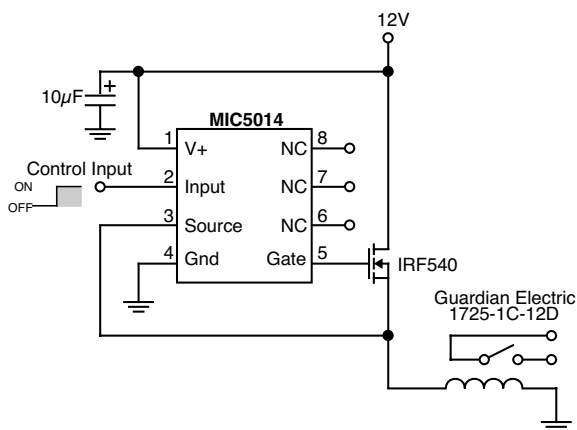 12V
10µF
+
MIC5014
1 V+ NC 8
Control Input
ON
OFF
2 Input NC 7
3 Source NC 6
4 Gnd Gate 5
IRF540
Guardian Electric
1725-1C-12D